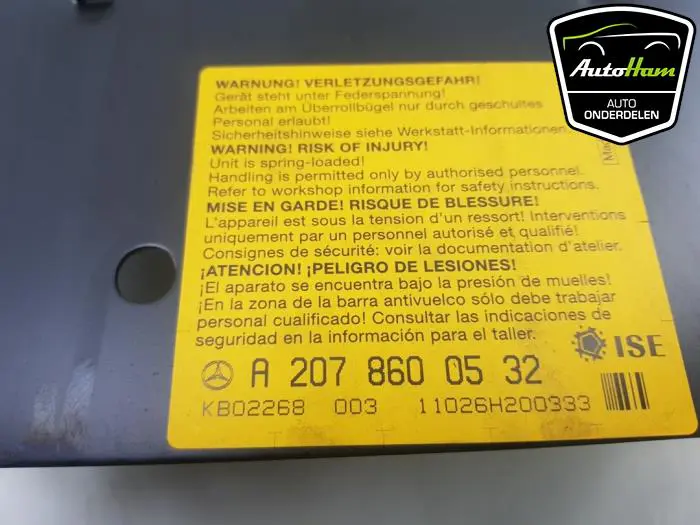 AutoHam
AUTO
ONDERDELEN
WARNUNG! VERLETZUNGSGEFAHR!
Gerät steht unter Federspannung!
Arbeiten am Überrollbügel nur durch geschultes
Personal erlaubt!
Sicherheitshinweise siehe Werkstatt-Informationen.
WARNING! RISK OF INJURY!
Unit is spring-loaded!
Handling is permitted only by authorised personnel.
Refer to workshop information for safety instructions.
MISE EN GARDE! RISQUE DE BLESSURE!
L'appareil est sous la tension d'un ressort! Interventions
uniquement par un personnel autorisé et qualifié!
Consignes de sécurité: voir la documentation d'atelier.
¡ATENCION! ¡PELIGRO DE LESIONES!
¡El aparato se encuentra bajo la presión de muelles!
¡En la zona de la barra antivuelco sólo debe trabajar
personal cualificado! Consultar las indicaciones de
seguridad en la información para el taller.
ISE
A 207 860 05 32
KB02268 003 11026H200333